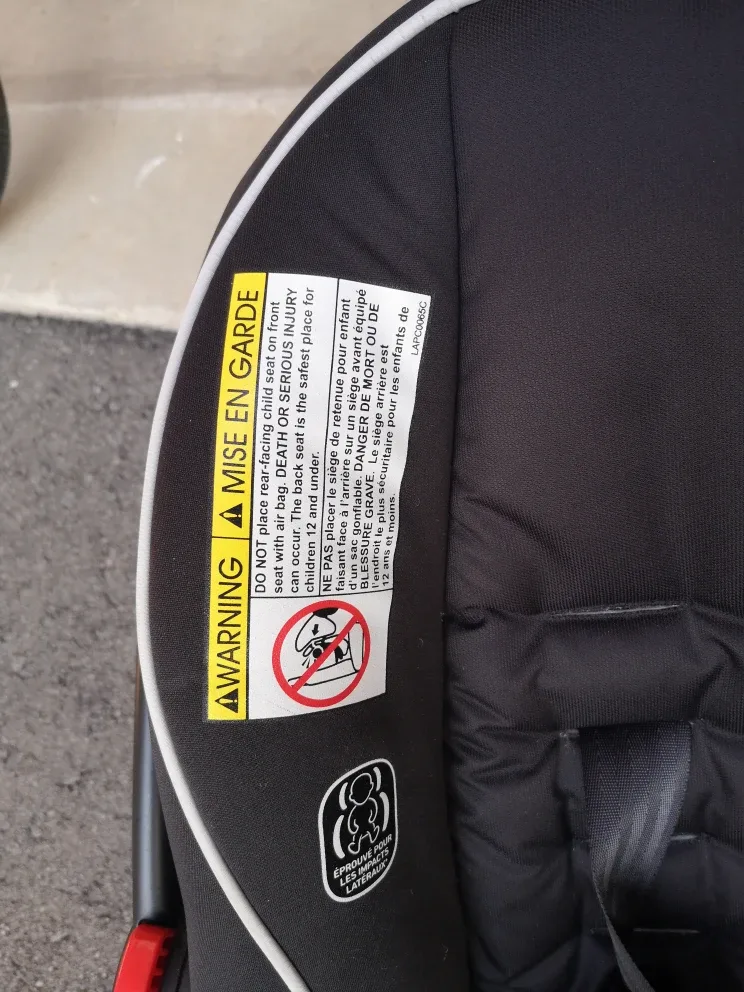 WARNING
MISE EN GARDE
DO NOT place rear-facing child seat on front
seat with air bag. DEATH OR SERIOUS INJURY
can occur. The back seat is the safest place for
children 12 and under.
NE PAS placer le siège de retenue pour enfant
faisant face à l'arrière sur un siège avant équipé
d'un sac gonflable. DANGER DE MORT OU DE
BLESSURE GRAVE. Le siège arrière est
l'endroit le plus sécuritaire pour les enfants de
12 ans et moins.
LAPC0065C
ÉPROUVÉ POUR
LES IMPACTS
LATÉRAUX*